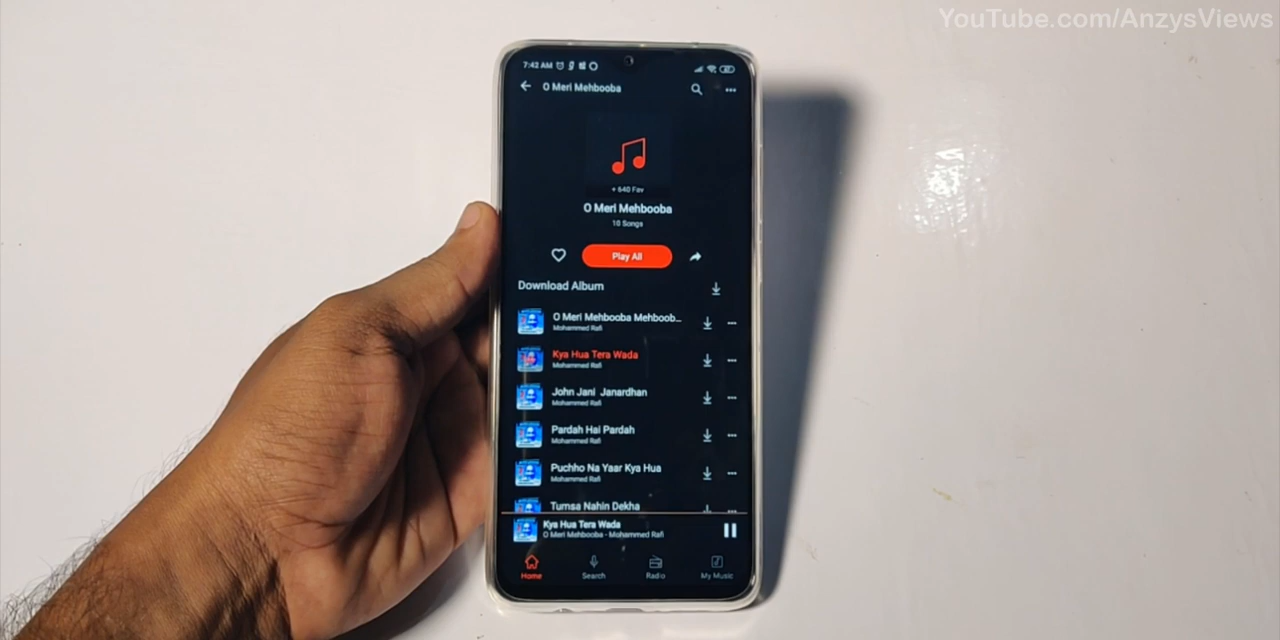 YouTube.com/AnzysViews
7:42 AM
O Meri Mehbooba
+ 640 Fav
O Meri Mehbooba
10 Songs
Play All
Download Album
O Meri Mehbooba Mehboob...
Mohammed Rafi
Kya Hua Tera Wada
Mohammed Rafi
John Jani Janardhan
Mohammed Rafi
Pardah Hai Pardah
Mohammed Rafi
Puchho Na Yaar Kya Hua
Mohammed Rafi
Tumsa Nahin Dekha
Kya Hua Tera Wada
O Meri Mehbooba - Mohammed Rafi
Home Search Radio My Music